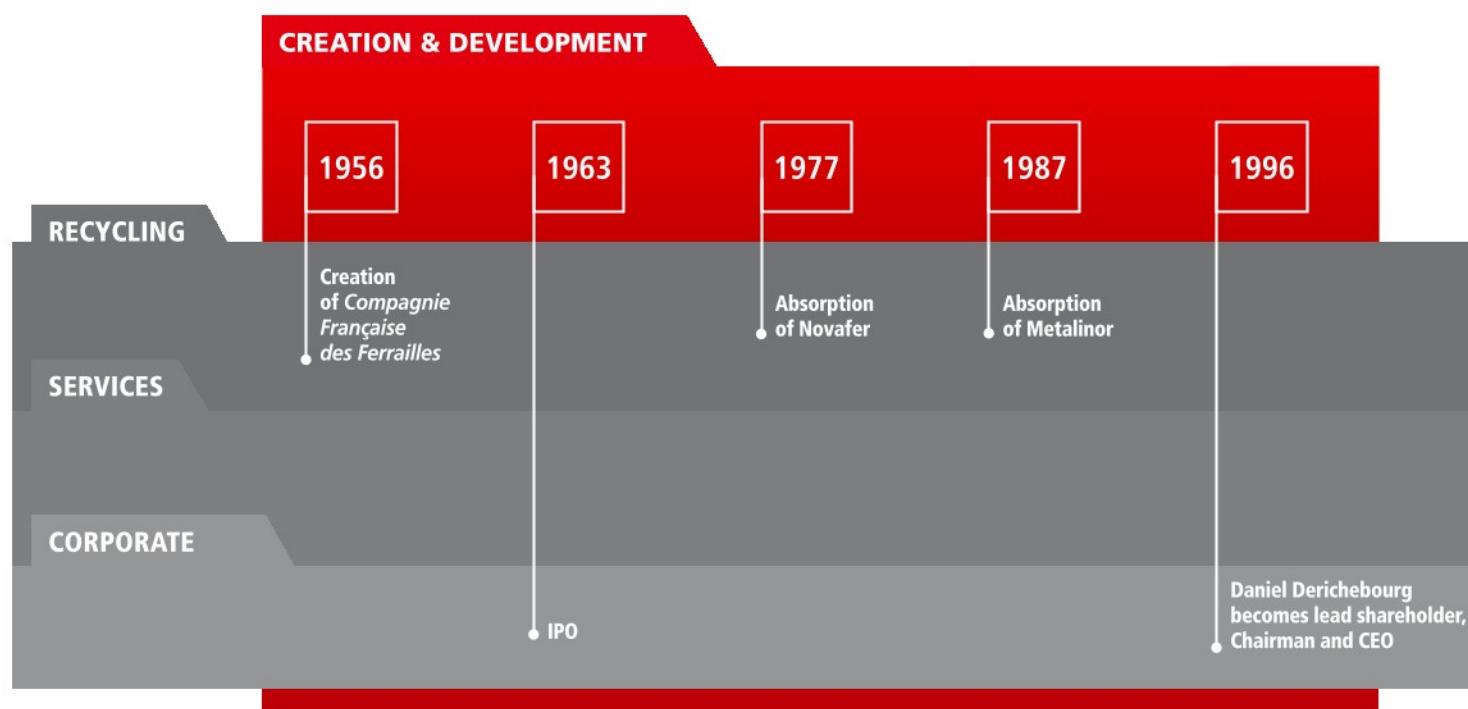 CREATION & DEVELOPMENT
1956
1963
1977
1987
1996
RECYCLING
Creation
of Compagnie
Française
des Ferrailles
Absorption
of Novafer
Absorption
of Metalinor
SERVICES
CORPORATE
IPO
Daniel Derichebourg
becomes lead shareholder,
Chairman and CEO